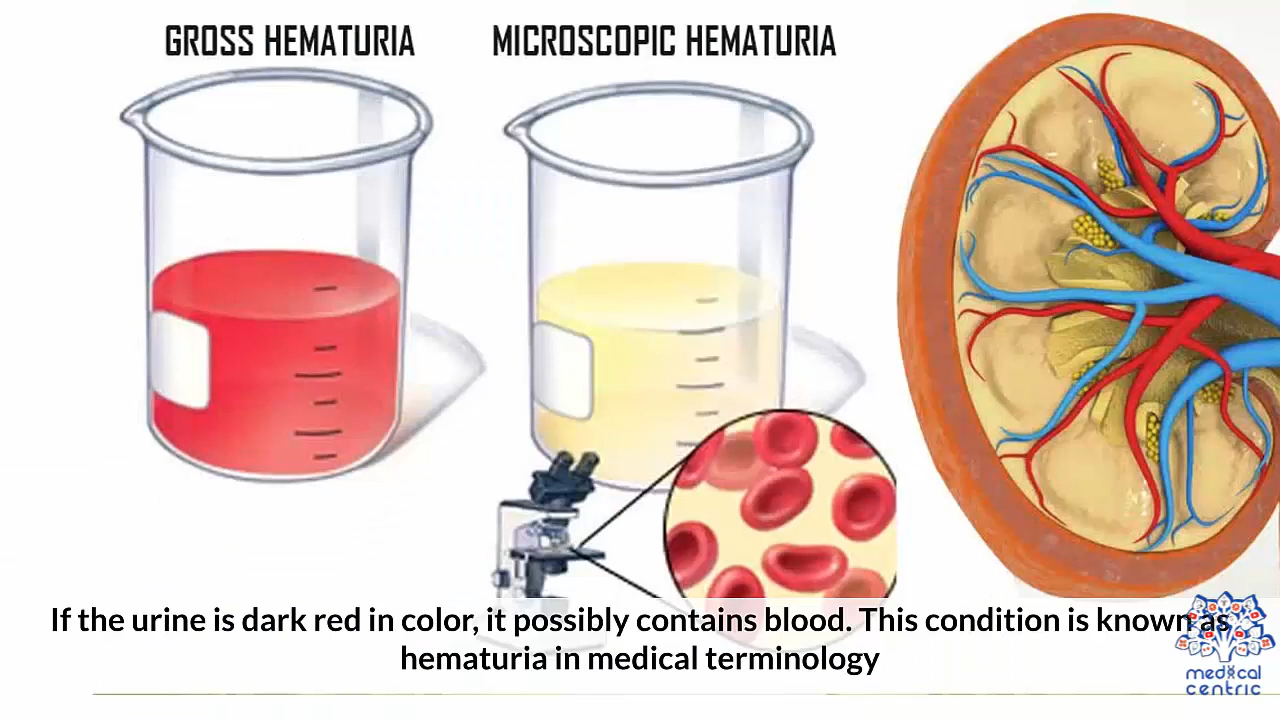 GROSS HEMATURIA
MICROSCOPIC HEMATURIA
If the urine is dark red in color, it possibly contains blood. This condition is known as
hematuria in medical terminology
medical
centric